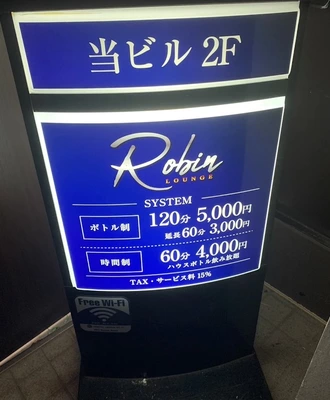 当ビル 2F
Robin
LOUNGE
SYSTEM
ボトル制 120分 5,000円
延長60分 3,000円
時間制 60分 4,000円
ハウスボトル飲み放題
TAX・サービス料 15%
Free Wi-Fi